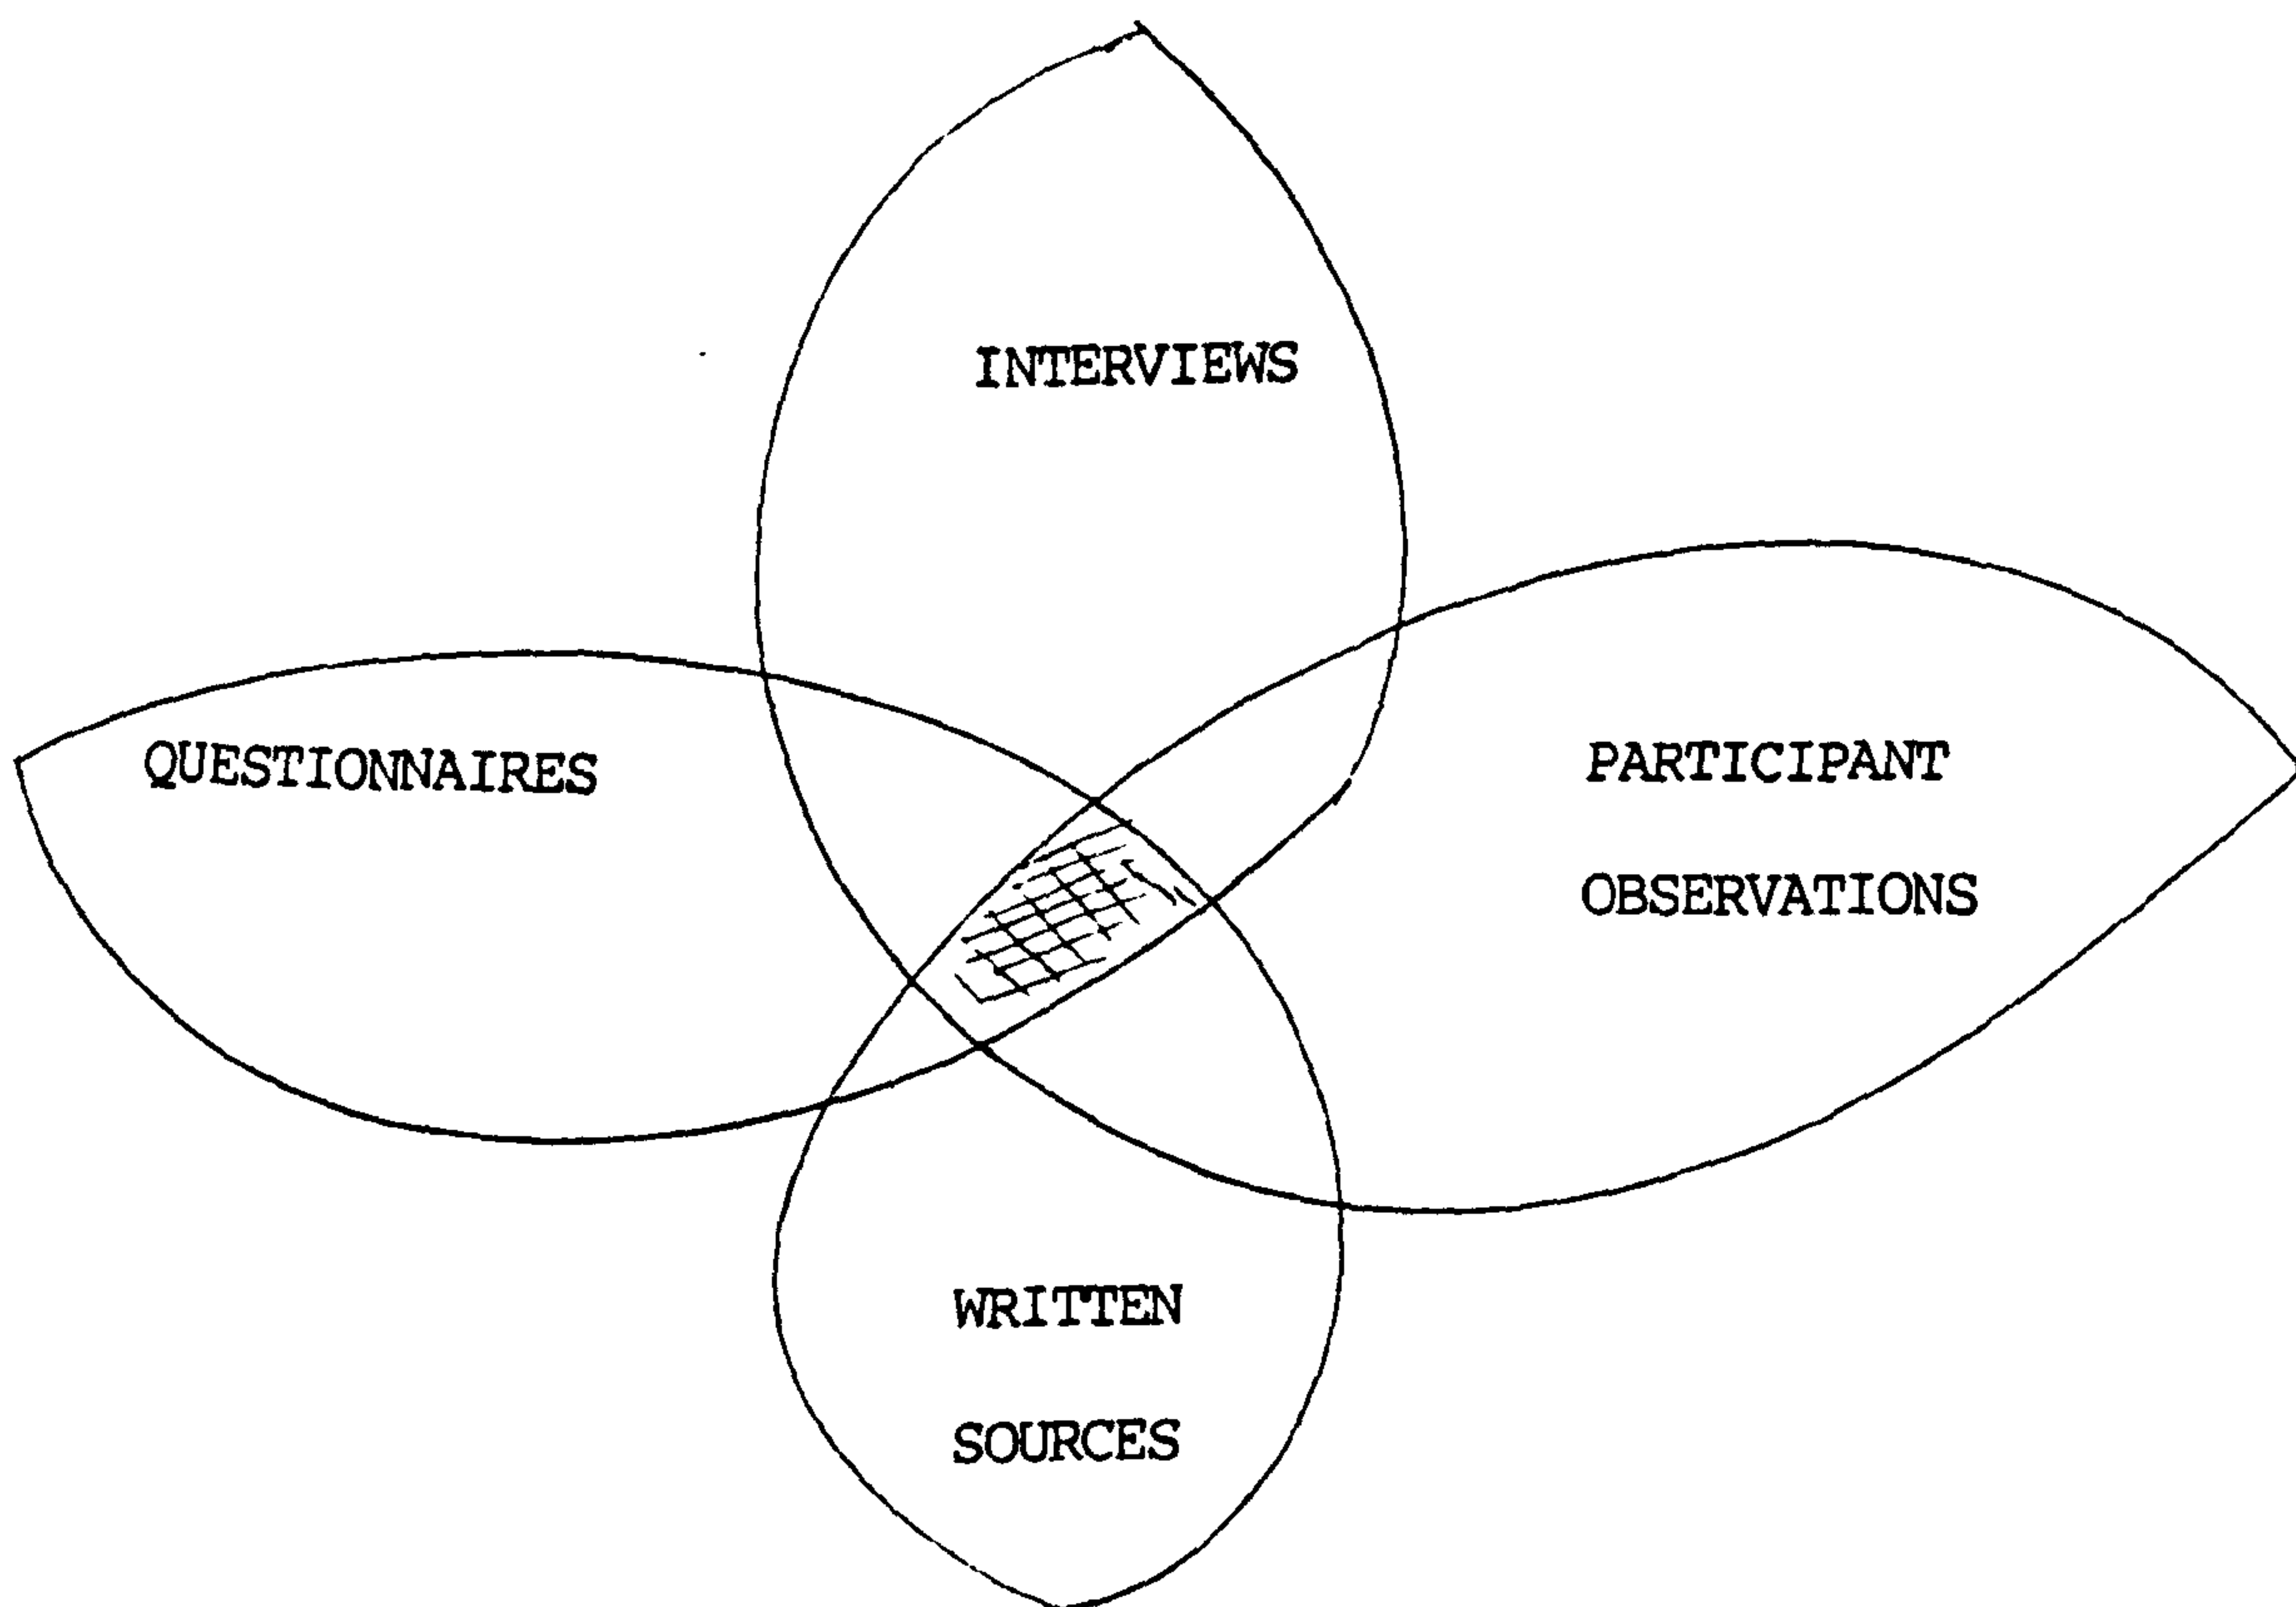 INTERVIEWS
QUESTIONNAIRES
PARTICIPANT
OBSERVATIONS
WRITTEN
SOURCES